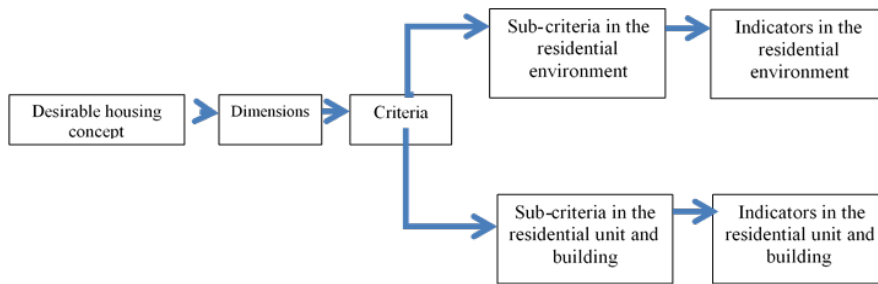 Desirable housing
concept
Dimensions
Criteria
Sub-criteria in the
residential
environment
Indicators in the
residential
environment
Sub-criteria in the
residential unit and
building
Indicators in the
residential unit and
building